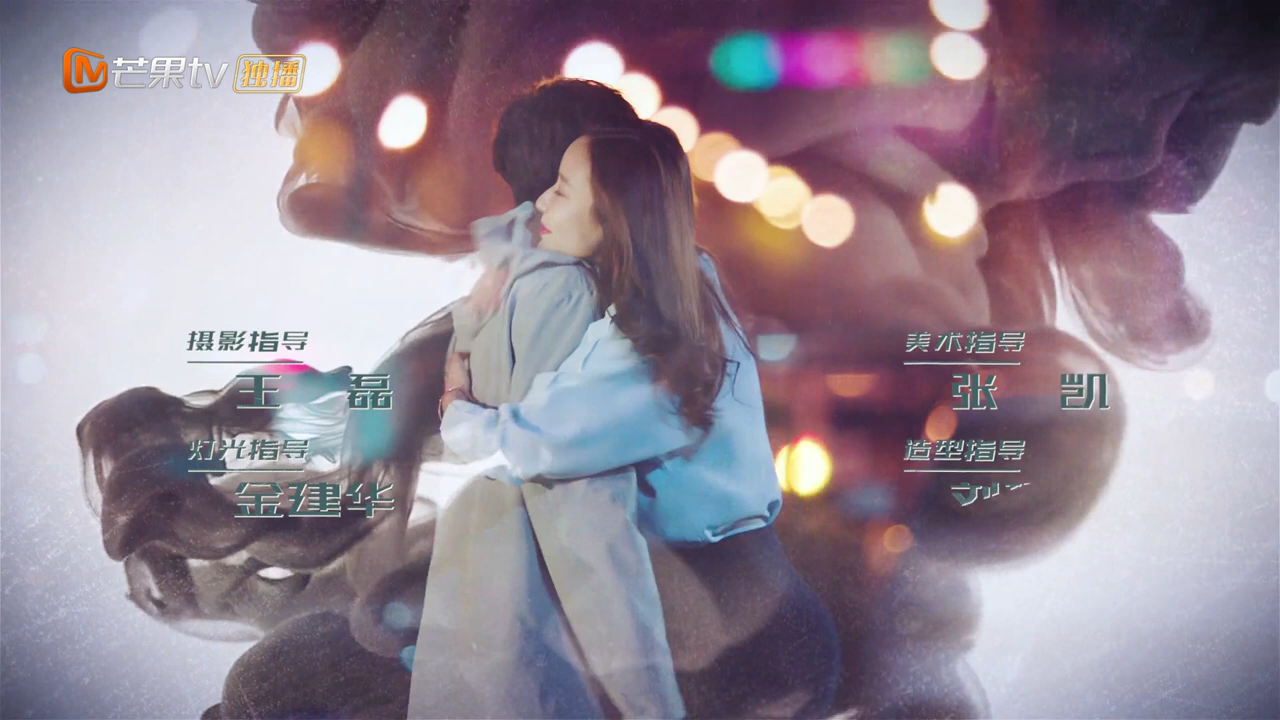 芒果tv 独播
摄影指导
王 磊
灯光指导
金建华
美术指导
张 凯
造型指导